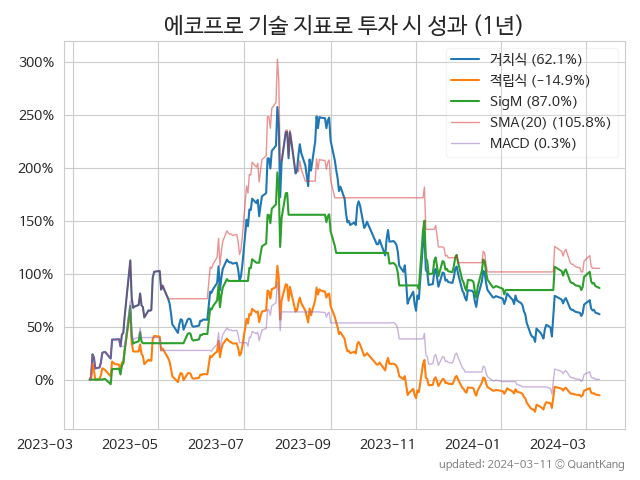 에코프로 기술 지표로 투자 시 성과 (1년)
거치식 (62.1%)
적립식 (-14.9%)
SigM (87.0%)
SMA(20) (105.8%)
MACD (0.3%)
300%
250%
200%
150%
100%
50%
0%
2023-03 2023-05 2023-07 2023-09 2023-11 2024-01 2024-03
updated: 2024-03-11 © QuantKang